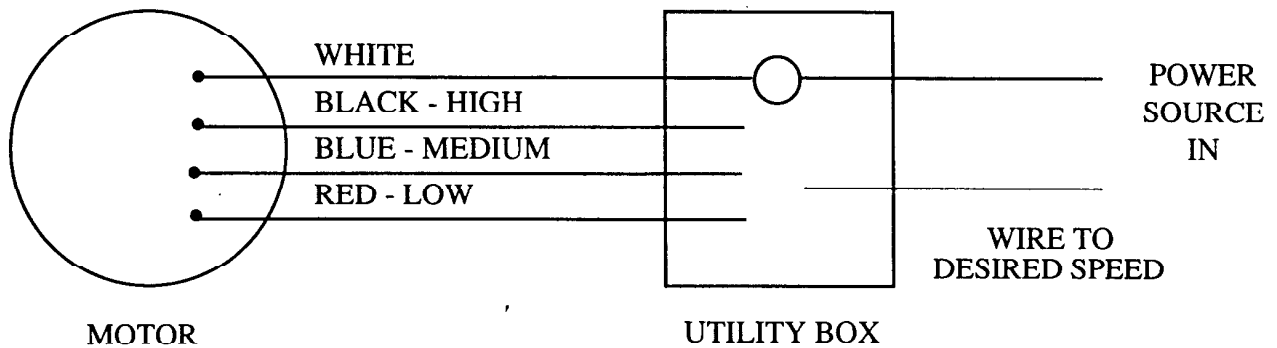 WHITE
BLACK - HIGH
BLUE - MEDIUM
RED - LOW
POWER
SOURCE
IN
WIRE TO
DESIRED SPEED
MOTOR
UTILITY BOX